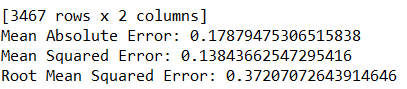 [3467 rows x 2 columns]
Mean Absolute Error: 0.17879475306515838
Mean Squared Error: 0.13843662547295416
Root Mean Squared Error: 0.37207072643914646